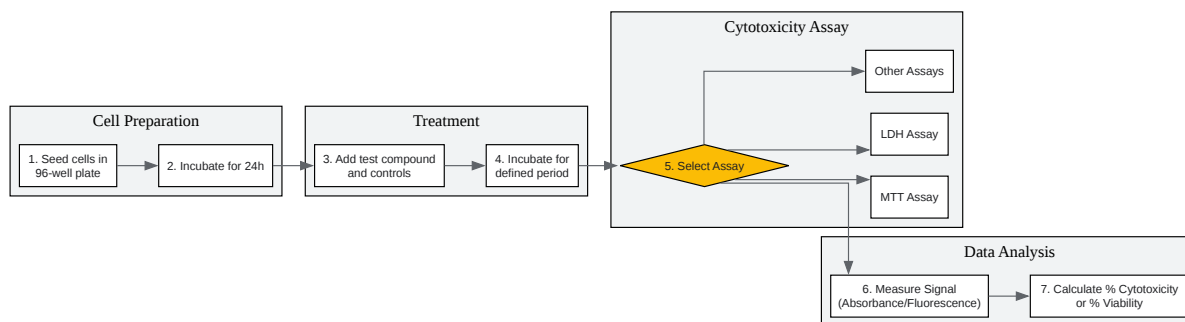 Cell Preparation
1. Seed cells in
96-well plate
2. Incubate for 24h
Treatment
3. Add test compound
and controls
4. Incubate for
defined period
Cytotoxicity Assay
5. Select Assay
Other Assays
LDH Assay
MTT Assay
Data Analysis
6. Measure Signal
(Absorbance/Fluorescence)
7. Calculate % Cytotoxicity
or % Viability